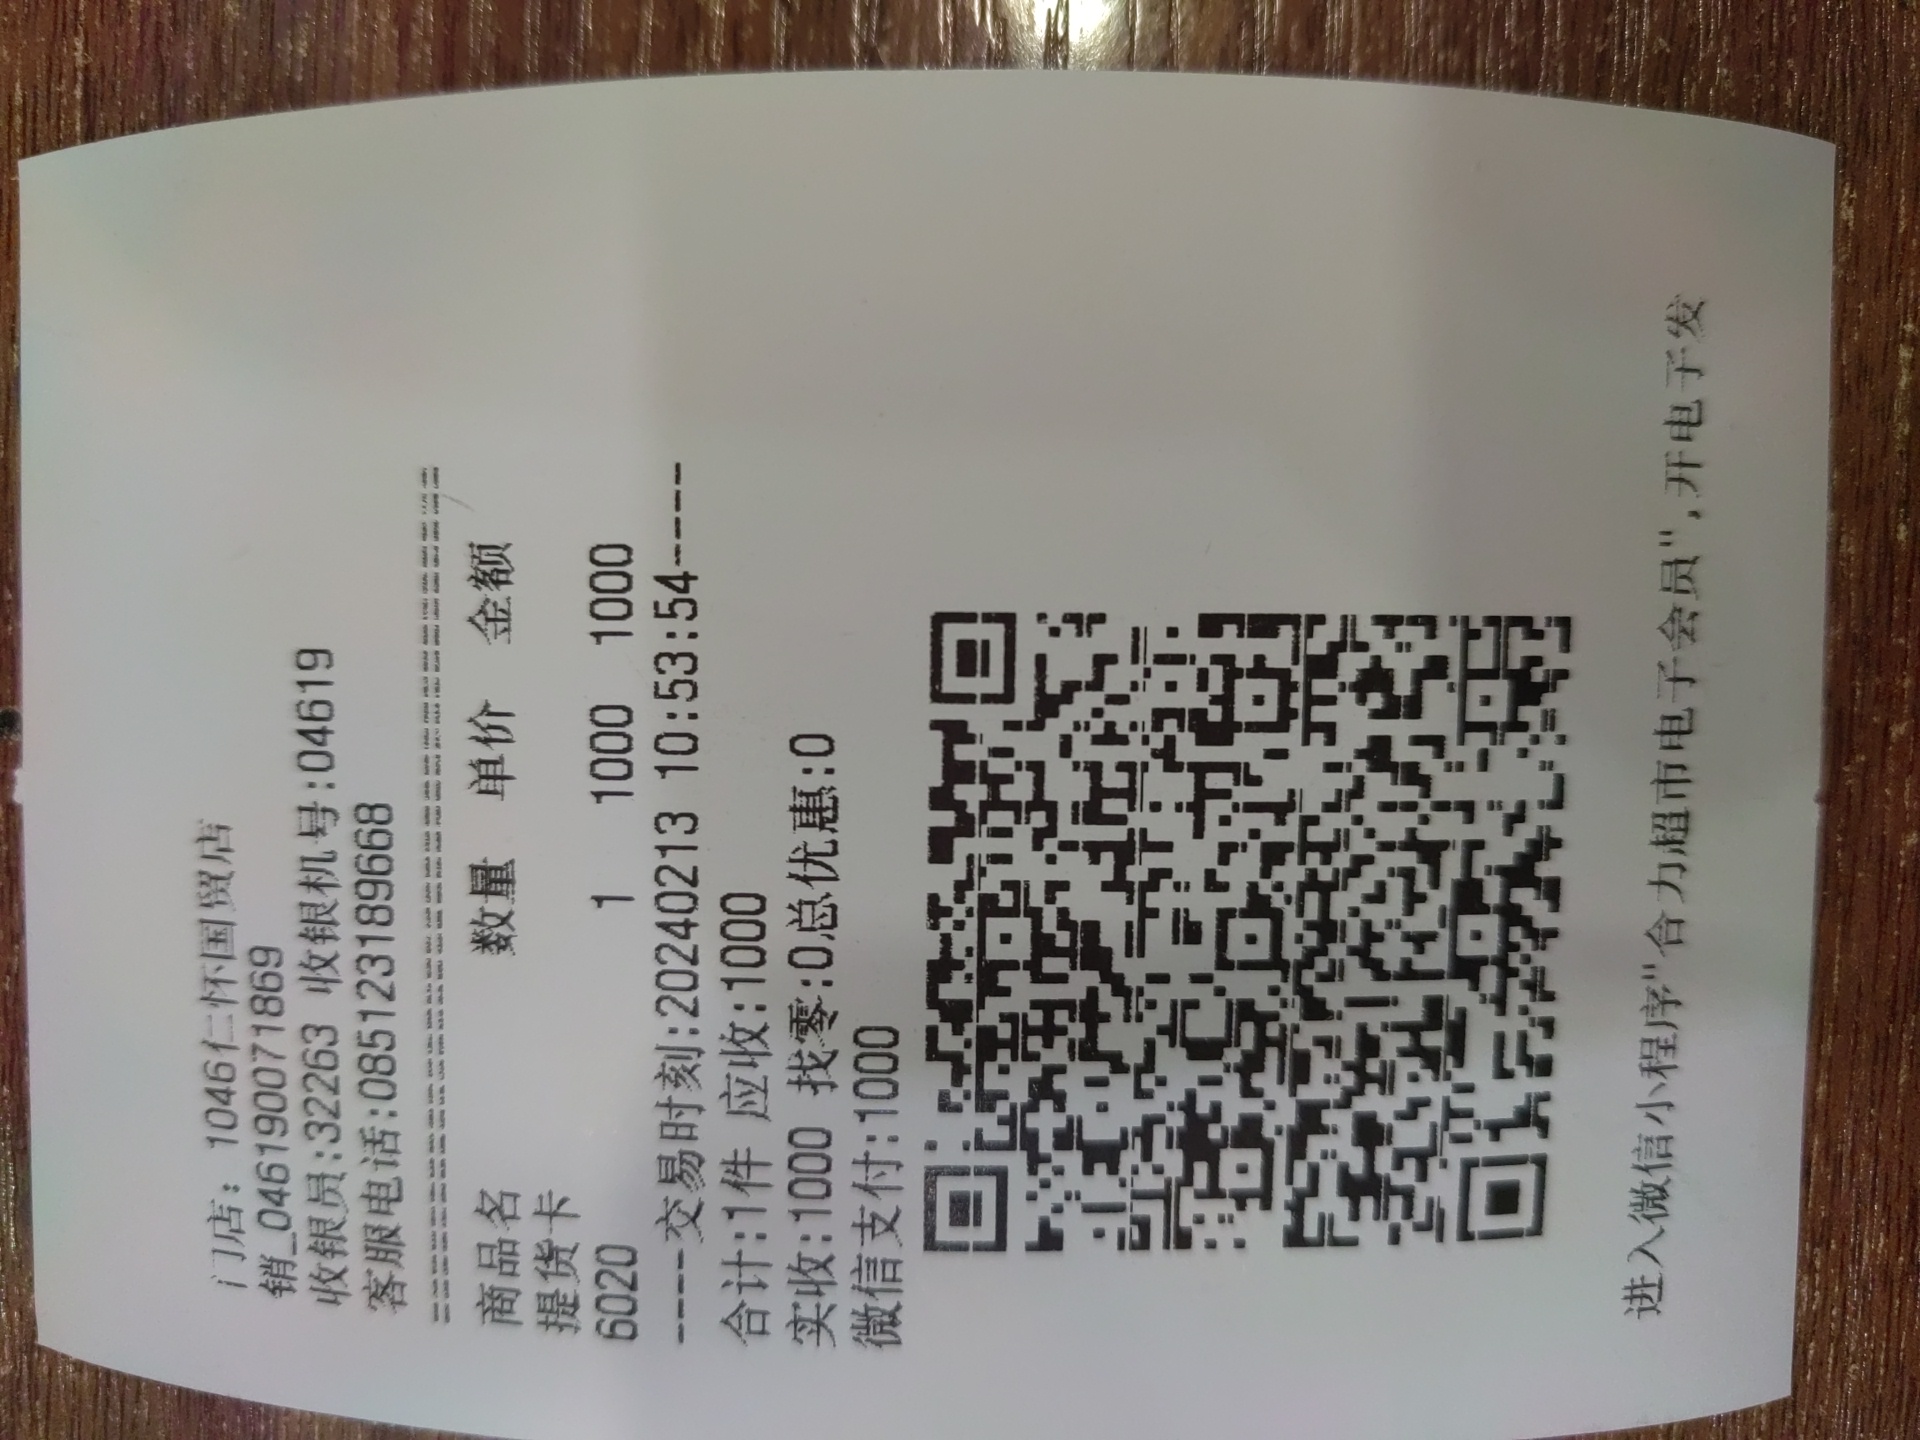 门店: 10461仁怀国贸店
销_046190071869
收银员:32263 收银机号:04619
客服电话:085123189668
商品名 数量 单价 金额
提货卡
6020 1 1000 1000
----交易时刻:20240213 10:53:54----
合计:1件 应收:1000
实收:1000 找零:0总优惠:0
微信支付:1000
进入微信小程序"合力超市电子会员",开电子发